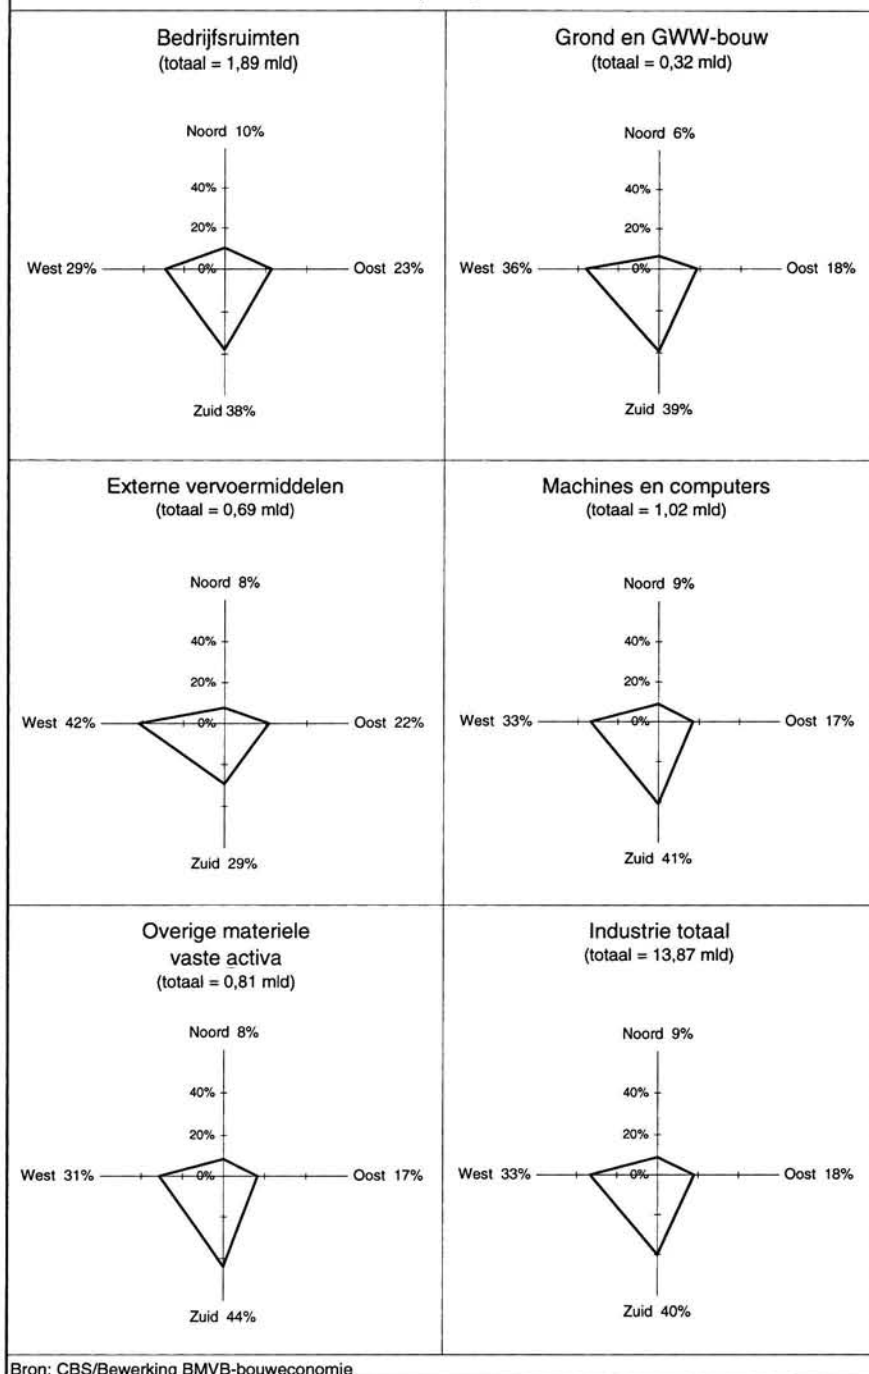 Bedrijfsruimten
(totaal = 1,89 mld)
Noord 10%
40%
20%
West 29%
0%
Oost 23%
Zuid 38%
Grond en GWW-bouw
(totaal = 0,32 mld)
Noord 6%
40%
20%
West 36%
0%
Oost 18%
Zuid 39%
Externe vervoermiddelen
(totaal = 0,69 mld)
Noord 8%
40%
20%
West 42%
0%
Oost 22%
Zuid 29%
Machines en computers
(totaal = 1,02 mld)
Noord 9%
40%
20%
West 33%
0%
Oost 17%
Zuid 41%
Overige materiele
vaste activa
(totaal = 0,81 mld)
Noord 8%
40%
20%
West 31%
0%
Oost 17%
Zuid 44%
Industrie totaal
(totaal = 13,87 mld)
Noord 9%
40%
20%
West 33%
0%
Oost 18%
Zuid 40%
Bron: CBS/Bewerking BMVB-bouweconomie